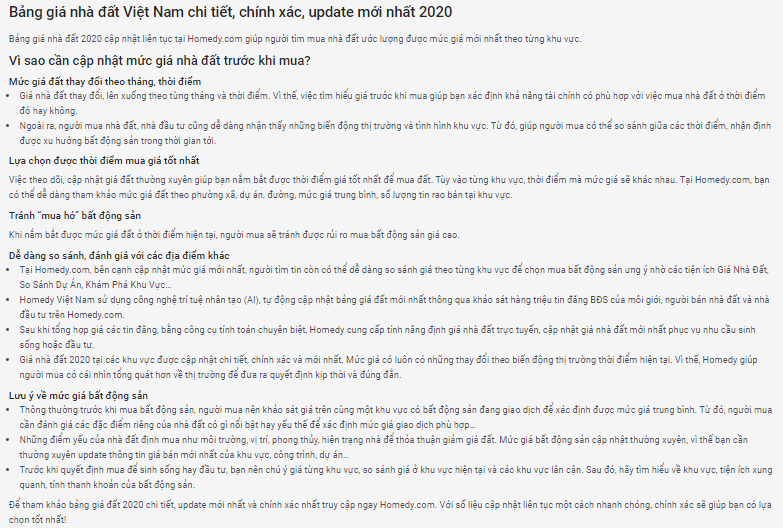 Bảng giá nhà đất Việt Nam chi tiết, chính xác, update mới nhất 2020
Bảng giá nhà đất 2020 cập nhật liên tục tại Homedy.com giúp người tìm mua nhà đất ước lượng được mức giá mới nhất theo từng khu vực.
Vì sao cần cập nhật mức giá nhà đất trước khi mua?
Mức giá đất thay đổi theo tháng, thời điểm
• Giá nhà đất thay đổi, lên xuống theo từng tháng và thời điểm. Vì thế, việc tìm hiểu giá trước khi mua giúp bạn xác định khả năng tài chính có phù hợp với việc mua nhà đất ở thời điểm
đó hay không.
• Ngoài ra, người mua nhà đất, nhà đầu tư cũng dễ dàng nhận thấy những biến động thị trường và tình hình khu vực. Từ đó, giúp người mua có thể so sánh giữa các thời điểm, nhận định
được xu hướng bất động sản trong thời gian tới.
Lựa chọn được thời điểm mua giá tốt nhất
Việc theo dõi, cập nhật giá đất thường xuyên giúp bạn nắm bắt được thời điểm giá tốt nhất để mua đất. Tùy vào từng khu vực, thời điểm mà mức giá sẽ khác nhau. Tại Homedy.com, bạn
có thể dễ dàng tham khảo mức giá đất theo phường xã, dự án, đường, mức giá trung bình, số lượng tin rao bán tại khu vực.
Tránh "mua hớ" bất động sản
Khi nắm bắt được mức giá đất ở thời điểm hiện tại, người mua sẽ tránh được rủi ro mua bất động sản giá cao.
Dễ dàng so sánh, đánh giá với các địa điểm khác
• Tại Homedy.com, bên cạnh cập nhật mức giá mới nhất, người tìm tin còn có thể dễ dàng so sánh giá theo từng khu vực để chọn mua bất động sản ưng ý nhờ các tiện ích Giá Nhà Đất,
So Sánh Dự Án, Khám Phá Khu Vực...
• Homedy Việt Nam sử dụng công nghệ trí tuệ nhân tạo (AI), tự động cập nhật bảng giá đất mới nhất thông qua khảo sát hàng triệu tin đăng BĐS của môi giới, người bán nhà đất và nhà
đầu tư trên Homedy.com.
• Sau khi tổng hợp giá các tin đăng, bằng công cụ tính toán chuyên biệt, Homedy cung cấp tính năng định giá nhà đất trực tuyến, cập nhật giá nhà đất mới nhất phục vụ nhu cầu sinh
sống hoặc đầu tư.
• Giá nhà đất 2020 tại các khu vực được cập nhật chi tiết, chính xác và mới nhất. Mức giá có luôn có những thay đổi theo biến động thị trường thời điểm hiện tại. Vì thế, Homedy giúp
người mua có cái nhìn tổng quát hơn về thị trường để đưa ra quyết định kịp thời và đúng đắn.
Lưu ý về mức giá bất động sản
• Thông thường trước khi mua bất động sản, người mua nên khảo sát giá trên cùng một khu vực có bất động sản đang giao dịch để xác định được mức giá trung bình. Từ đó, người mua
cần đánh giá các đặc điểm riêng của nhà đất có gì nổi bật hay yếu thế để xác định mức giá giao dịch phù hợp...
• Những điểm yếu của nhà đất định mua như môi trường, vị trí, phong thủy, hiện trạng nhà để thỏa thuận giảm giá đất. Mức giá bất động sản cập nhật thường xuyên, vì thế bạn cần
thường xuyên update thông tin giá bán mới nhất của khu vực, công trình, dự án...
• Trước khi quyết định mua để sinh sống hay đầu tư, bạn nên chú ý giá từng khu vực, so sánh giá ở khu vực hiện tại và các khu vực lân cận. Sau đó, hãy tìm hiểu về khu vực, tiện ích xung
quanh, tính thanh khoản của bất động sản.
Để tham khảo bảng giá đất 2020 chi tiết, update mới nhất và chính xác nhất truy cập ngay Homedy.com. Với số liệu cập nhật liên tục một cách nhanh chóng, chính xác sẽ giúp bạn có lựa
chọn tốt nhất!